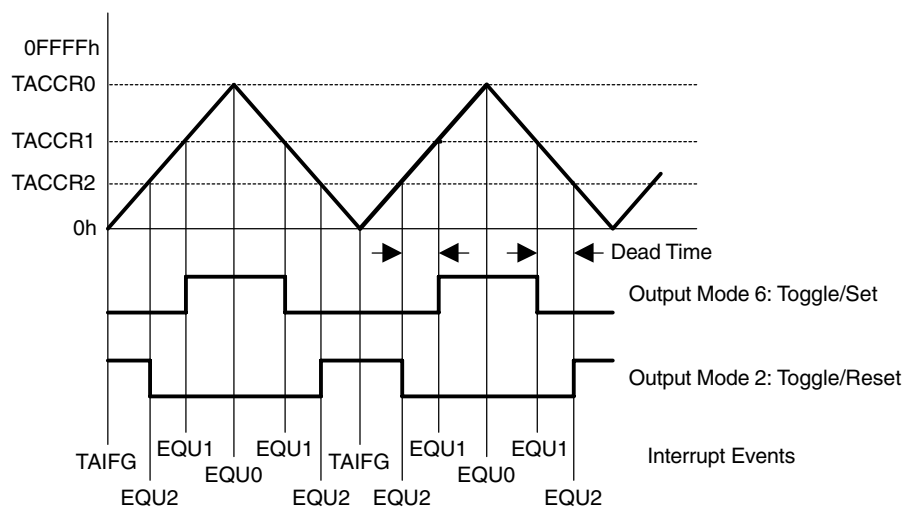 0FFFFh
TACCR0
TACCR1
TACCR2
0h
Dead Time
Output Mode 6: Toggle/Set
Output Mode 2: Toggle/Reset
TAIFG EQU1 EQU1 TAIFG EQU1 EQU1 Interrupt Events
EQU0 EQU0
EQU2 EQU2 EQU2 EQU2